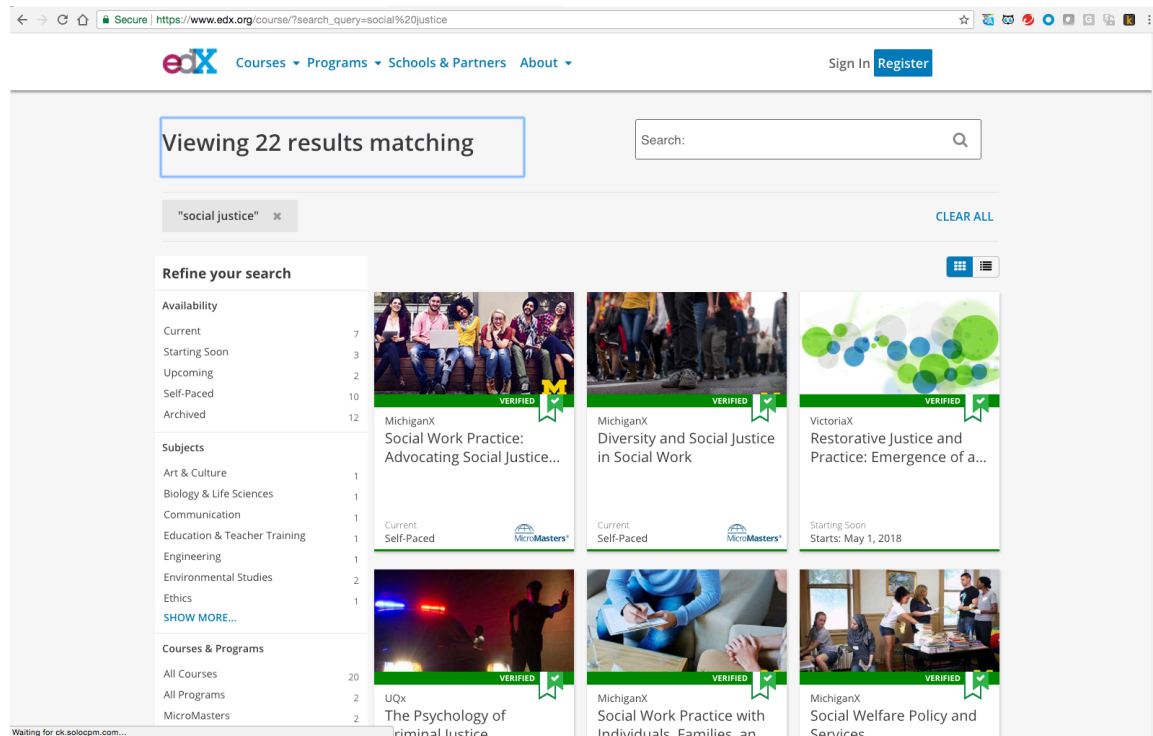 Secure | https://www.edx.org/course/?search_query=social%20justice
edX Courses Programs Schools & Partners About Sign In Register
Viewing 22 results matching
Search:
"social justice" ✖
CLEAR ALL
Refine your search
Availability
Current 7
Starting Soon 3
Upcoming 2
Self-Paced 10
Archived 12
Subjects
Art & Culture 1
Biology & Life Sciences 1
Communication 1
Education & Teacher Training 1
Engineering 1
Environmental Studies 2
Ethics 1
SHOW MORE...
Courses & Programs
All Courses 20
All Programs 2
MicroMasters 2
M
VERIFIED
MichiganX
Social Work Practice:
Advocating Social Justice...
Current
Self-Paced
MicroMasters®
VERIFIED
MichiganX
Diversity and Social Justice
in Social Work
Current
Self-Paced
MicroMasters®
VERIFIED
VictoriaX
Restorative Justice and
Practice: Emergence of a...
Starting Soon
Starts: May 1, 2018
VERIFIED
UQx
The Psychology of
Criminal Justice
VERIFIED
MichiganX
Social Work Practice with
Individuals, Families, an
VERIFIED
MichiganX
Social Welfare Policy and
Services
Waiting for ck.solocpm.com...